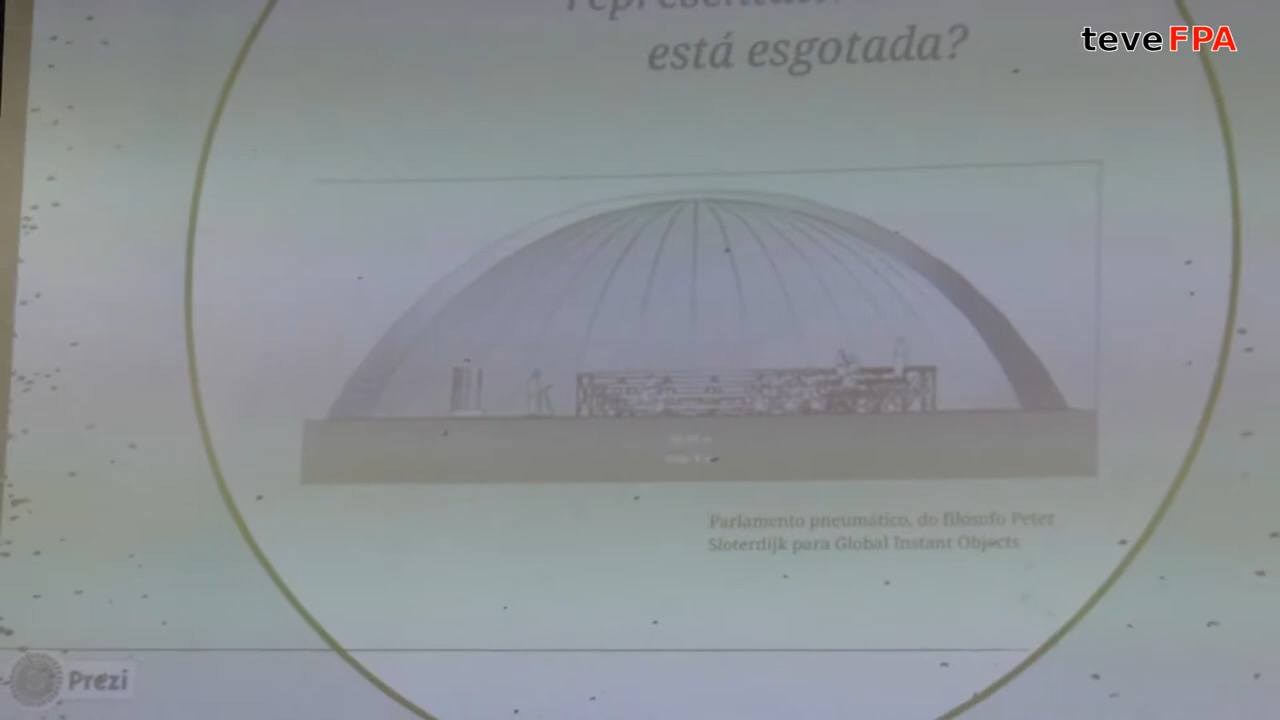 teveFPA
está esgotada?
Parlamento pneumático, do filósofo Peter
Sloterdijk para Global Instant Objects
Prezi